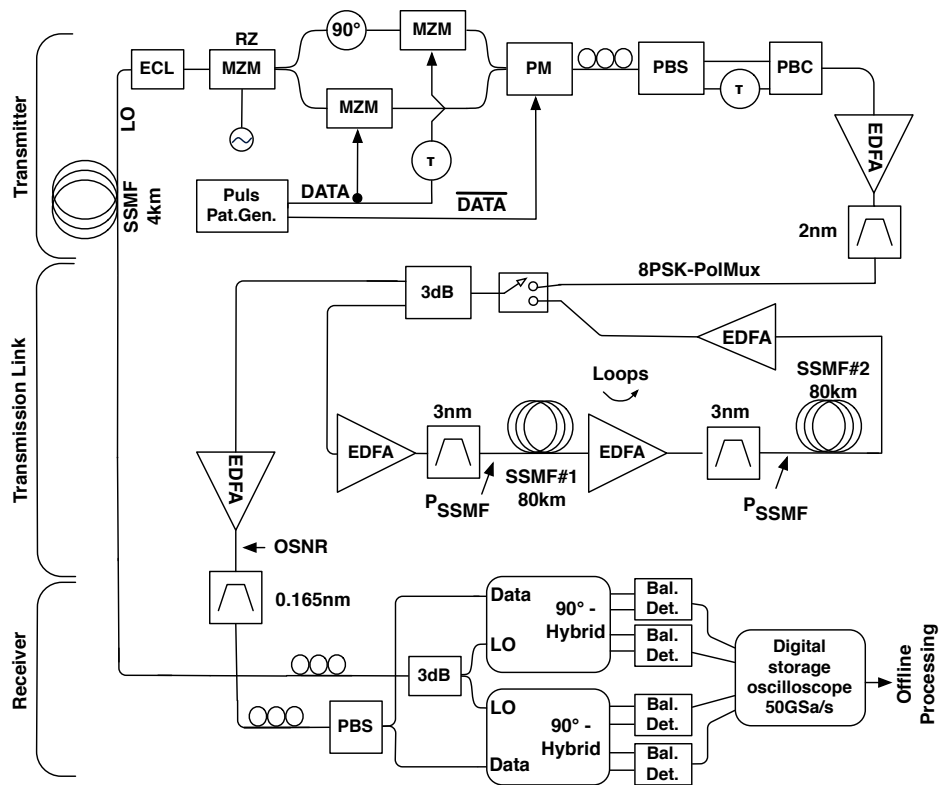 Transmitter
LO
SSMF
4km
ECL
RZ
MZM
90°
MZM
MZM
PM
PBS
τ
PBC
EDFA
2nm
τ
Puls
Pat.Gen.
DATA
DATA
Transmission Link
8PSK-PolMux
3dB
EDFA
Loops
SSMF#2
80km
3nm
3nm
EDFA
EDFA
EDFA
SSMF#1
80km
PSSMF
PSSMF
OSNR
Receiver
0.165nm
Data
90° -
Hybrid
LO
Bal.
Det.
Bal.
Det.
3dB
PBS
LO
90° -
Hybrid
Data
Bal.
Det.
Bal.
Det.
Digital
storage
oscilloscope
50GSa/s
Offline
Processing